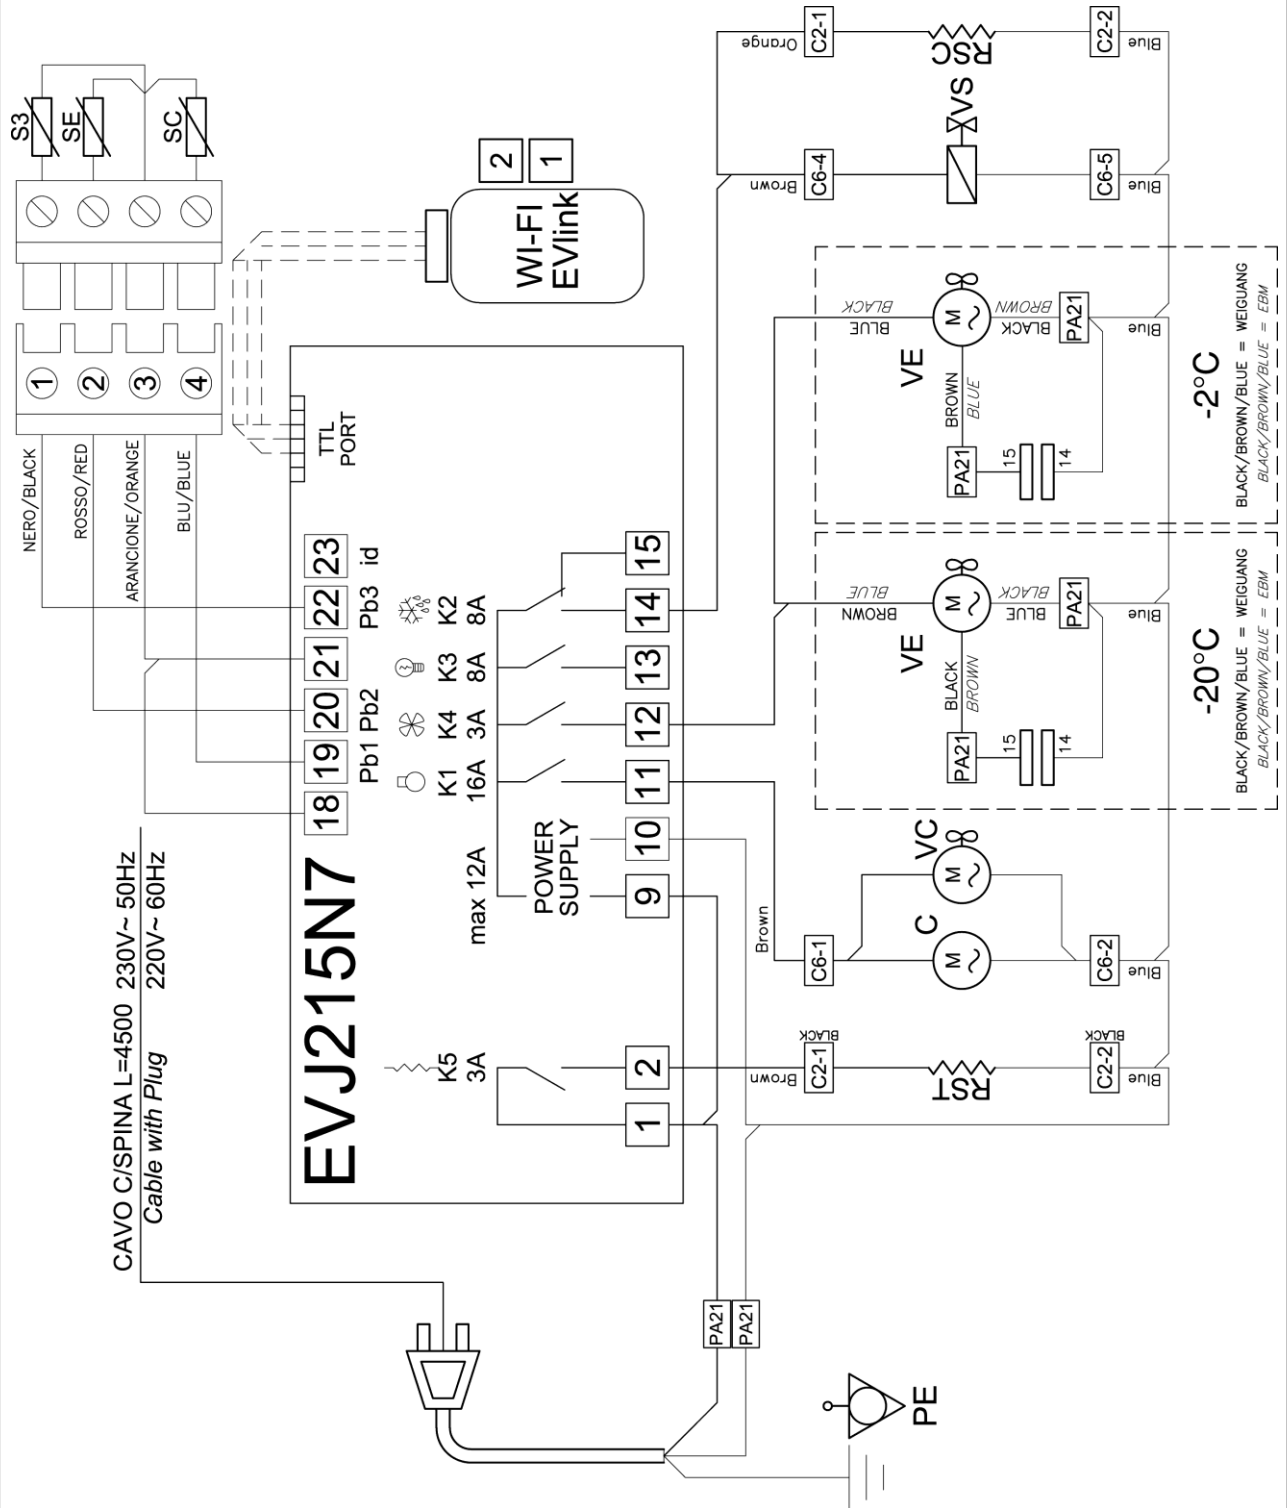 CAVO C/SPINA L=4500 230V~ 50Hz
Cable with Plug 220V~ 60Hz
S3
SE
SC
1
2
3
4
NERO/BLACK
ROSSO/RED
ARANCIONE/ORANGE
BLU/BLUE
WI-FI
EVlink
2
1
TTL
PORT
EVJ215N7
18
19
20
21
22
23
Pb1
Pb2
Pb3
id
K5
3A
max 12A
K1
16A
K4
3A
K3
8A
K2
8A
POWER
SUPPLY
1
2
9
10
11
12
13
14
15
PA21
PA21
PE
Brown
C2-1
BLACK
RST
C2-2
BLACK
Blue
Brown
C6-1
C
VC
C6-2
Blue
BROWN
BLUE
VE
M
BLACK
BROWN
BLUE
BLACK
PA21
PA21
15
14
Blue
-20°C
BLACK/BROWN/BLUE = WEIGUANG
BLACK/BROWN/BLUE = EBM
BLUE
BLACK
VE
M
BROWN
BLUE
BLACK
BROWN
PA21
PA21
15
14
Blue
-2°C
BLACK/BROWN/BLUE = WEIGUANG
BLACK/BROWN/BLUE = EBM
Brown
C6-4
VS
C6-5
Blue
Orange
C2-1
RSC
C2-2
Blue
M
M